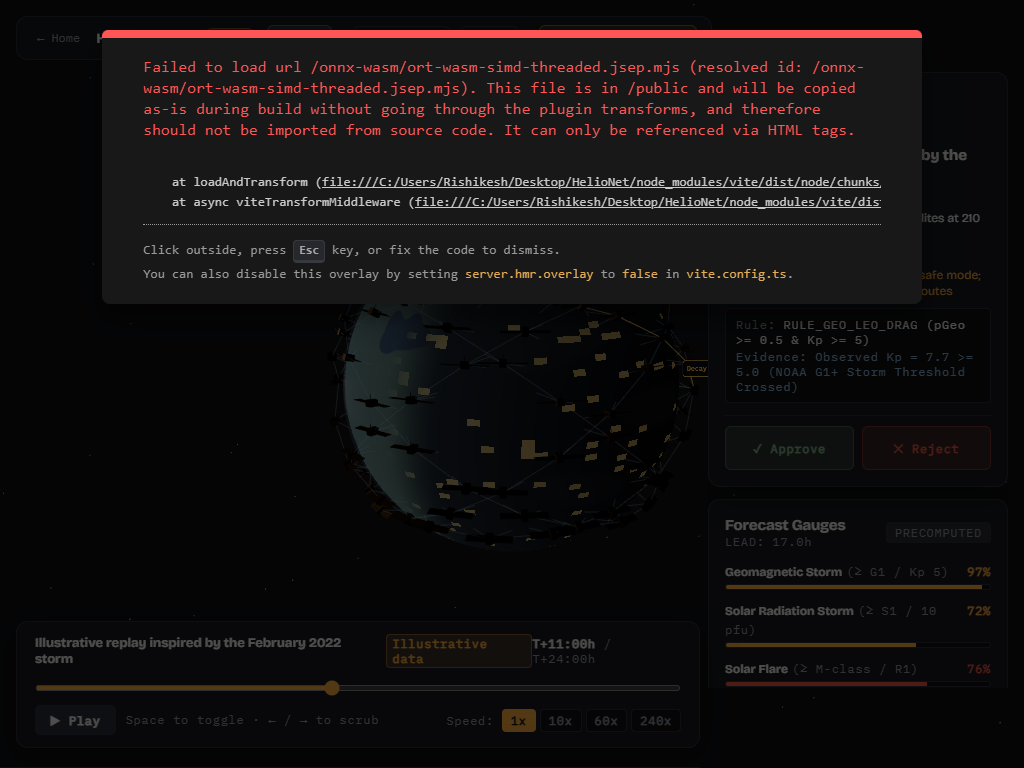 ← Home
Failed to load url /onnx-wasm/ort-wasm-simd-threaded.jsep.mjs (resolved id: /onnx-
wasm/ort-wasm-simd-threaded.jsep.mjs). This file is in /public and will be copied
as-is during build without going through the plugin transforms, and therefore
should not be imported from source code. It can only be referenced via HTML tags.
at loadAndTransform (file:///C:/Users/Rishikesh/Desktop/HelioNet/node_modules/vite/dist/node/chunks/
at async viteTransformMiddleware (file:///C:/Users/Rishikesh/Desktop/HelioNet/node_modules/vite/dis
Click outside, press Esc key, or fix the code to dismiss.
You can also disable this overlay by setting server.hmr.overlay to false in vite.config.ts.
by the
lites at 210
safe mode;
outes
Rule: RULE_GEO_LEO_DRAG (pGeo
>= 0.5 & Kp >= 5)
Evidence: Observed Kp = 7.7 >=
5.0 (NOAA G1+ Storm Threshold
Crossed)
Decay
✓ Approve
✕ Reject
Forecast Gauges
LEAD: 17.0h
PRECOMPUTED
Geomagnetic Storm (≥ G1 / Kp 5) 97%
Solar Radiation Storm (≥ S1 / 10 72%
pfu)
Solar Flare (≥ M-class / R1) 76%
Illustrative replay inspired by the February 2022
storm
Illustrative
data
T+11:00h /
T+24:00h
▶ Play
Space to toggle · ← / → to scrub
Speed: 1x 10x 60x 240x